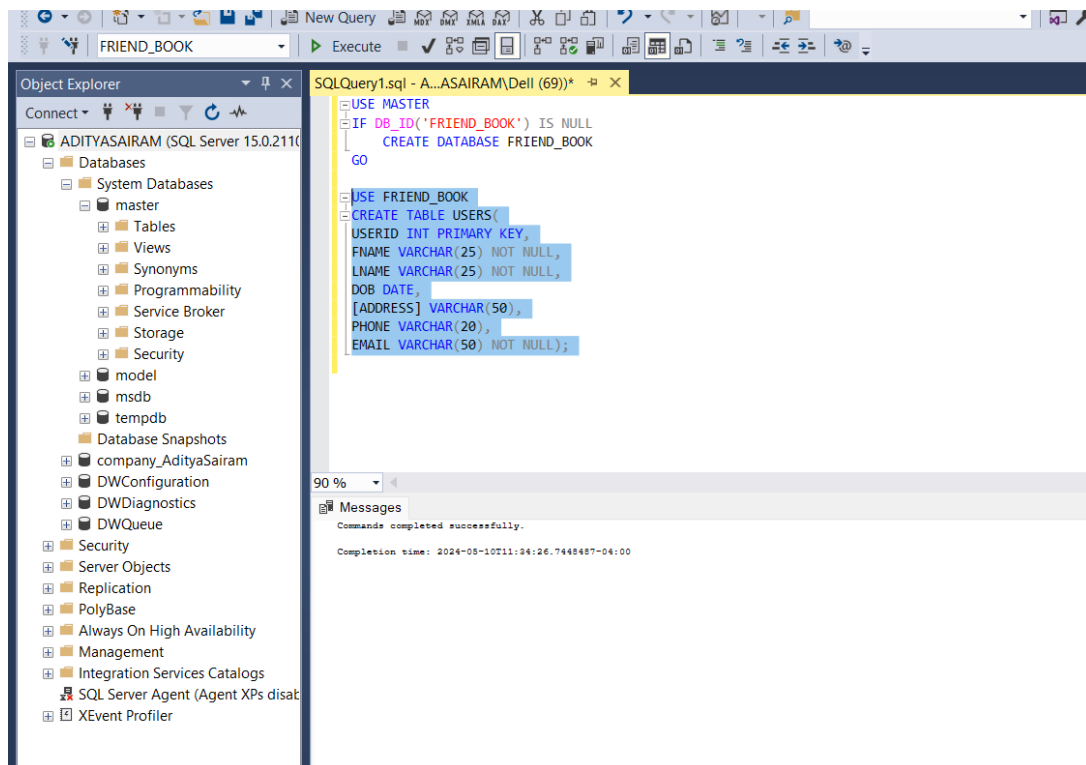 New Query MDX DMX XMLA DAX
FRIEND_BOOK Execute
Object Explorer
SQLQuery1.sql - A...ASAIRAM\Dell (69))*
Connect
ADITYASAIRAM (SQL Server 15.0.2110
Databases
System Databases
master
Tables
Views
Synonyms
Programmability
Service Broker
Storage
Security
model
msdb
tempdb
Database Snapshots
company_AdityaSairam
DWConfiguration
DWDiagnostics
DWQueue
Security
Server Objects
Replication
PolyBase
Always On High Availability
Management
Integration Services Catalogs
SQL Server Agent (Agent XPs disab
XEvent Profiler
USE MASTER
IF DB_ID('FRIEND_BOOK') IS NULL
CREATE DATABASE FRIEND_BOOK
GO
USE FRIEND_BOOK
CREATE TABLE USERS(
USERID INT PRIMARY KEY,
FNAME VARCHAR(25) NOT NULL,
LNAME VARCHAR(25) NOT NULL,
DOB DATE,
[ADDRESS] VARCHAR(50),
PHONE VARCHAR(20),
EMAIL VARCHAR(50) NOT NULL);
90 %
Messages
Commands completed successfully.
Completion time: 2024-05-10T11:34:26.7448487-04:00